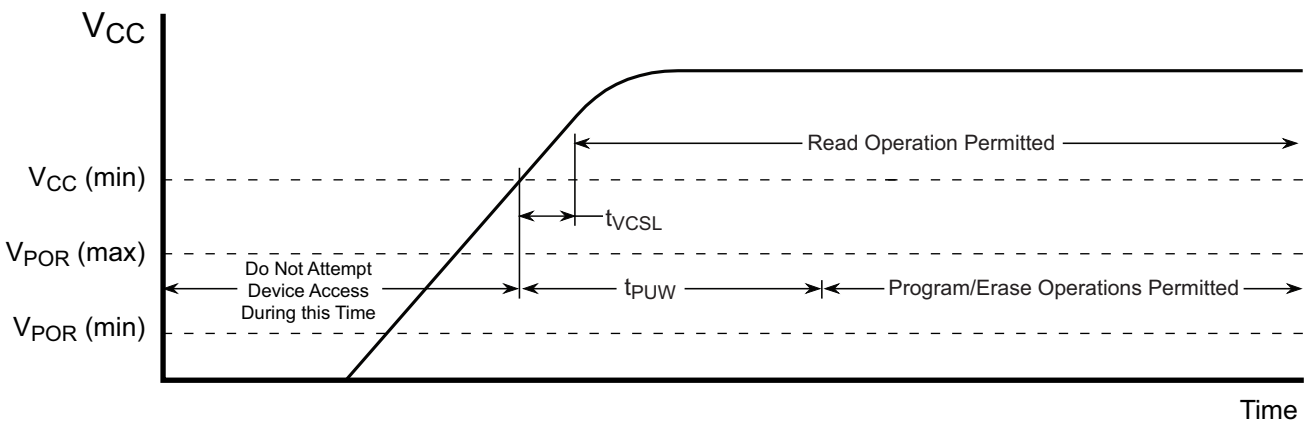 VCC
Read Operation Permitted
VCC (min)
tVCSL
VPOR (max)
Do Not Attempt
Device Access
During this Time
tPUW
Program/Erase Operations Permitted
VPOR (min)
Time